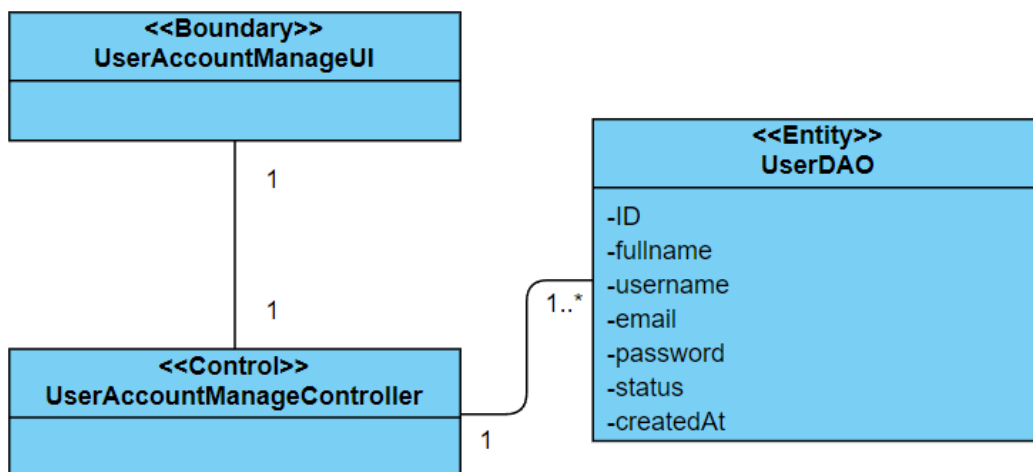 <<Boundary>>
UserAccountManageUI
1
1
<<Control>>
UserAccountManageController
1
1..*
<<Entity>>
UserDAO
-ID
-fullname
-username
-email
-password
-status
-createdAt